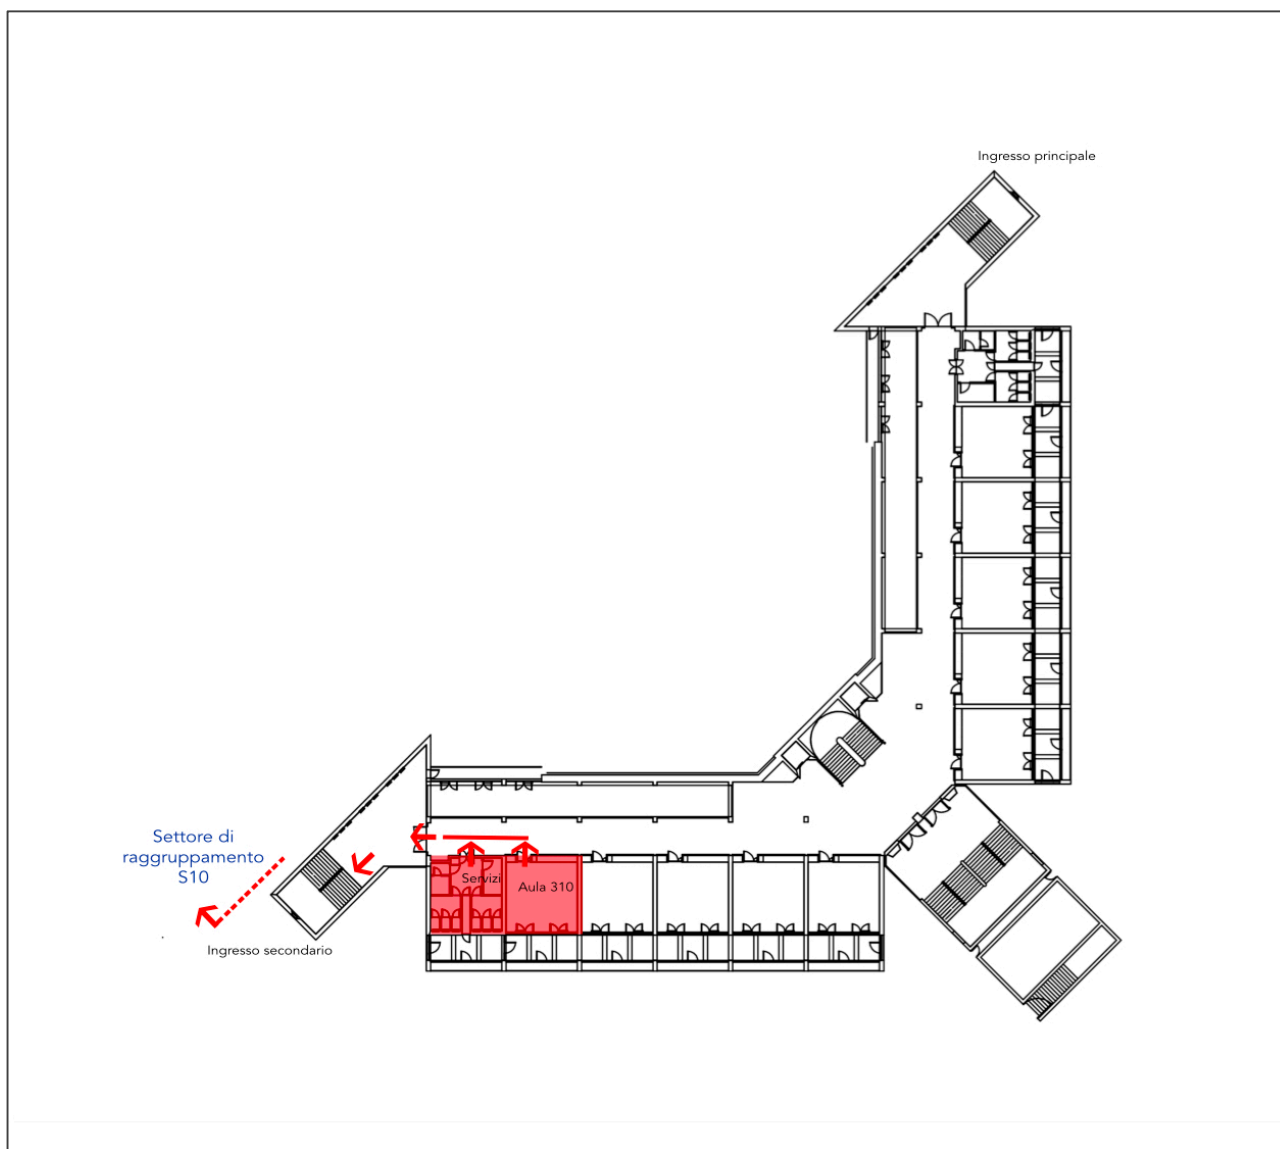 Ingresso principale
Settore di
raggruppamento
S10
Servizi
Aula 310
Ingresso secondario